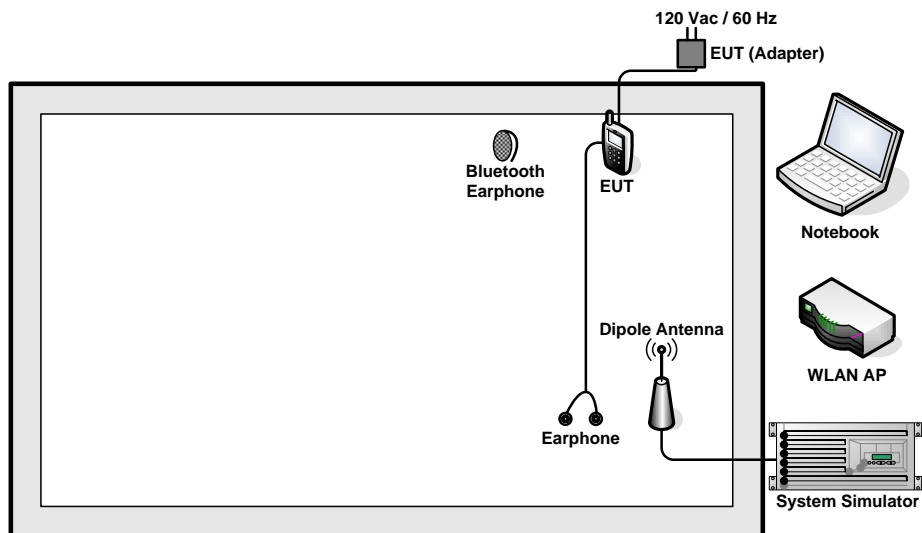 120 Vac / 60 Hz
EUT (Adapter)
Bluetooth
Earphone
EUT
Notebook
Dipole Antenna
WLAN AP
Earphone
System Simulator